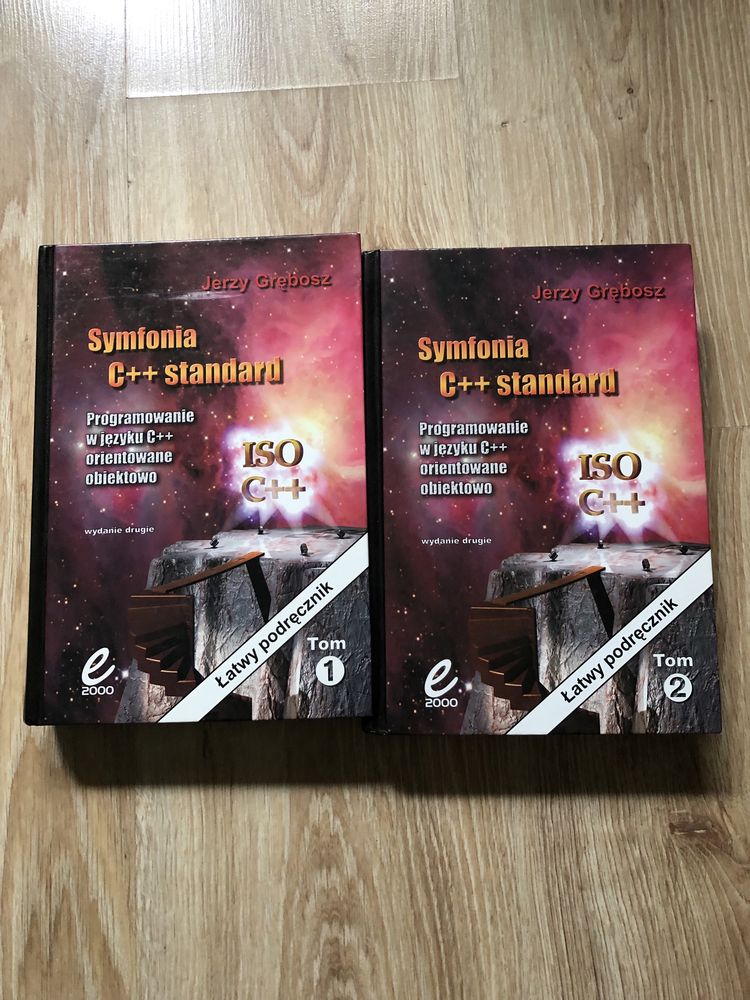 Jerzy Grębosz
Symfonia
C++ standard
Programowanie
w języku C++
orientowane
obiektowo
ISO
C++
wydanie drugie
Łatwy podręcznik
Tom
1
e
2000
Jerzy Grębosz
Symfonia
C++ standard
Programowanie
w języku C++
orientowane
obiektowo
ISO
C++
wydanie drugie
Łatwy podręcznik
Tom
2
e
2000